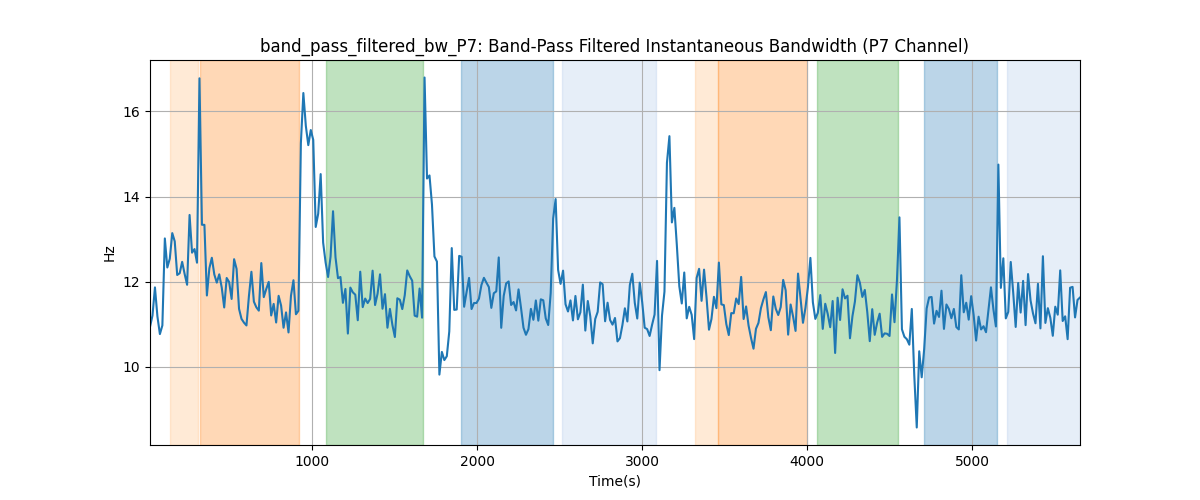 band_pass_filtered_bw_P7: Band-Pass Filtered Instantaneous Bandwidth (P7 Channel)
16
14
12
10
Hz
1000 2000 3000 4000 5000
Time(s)